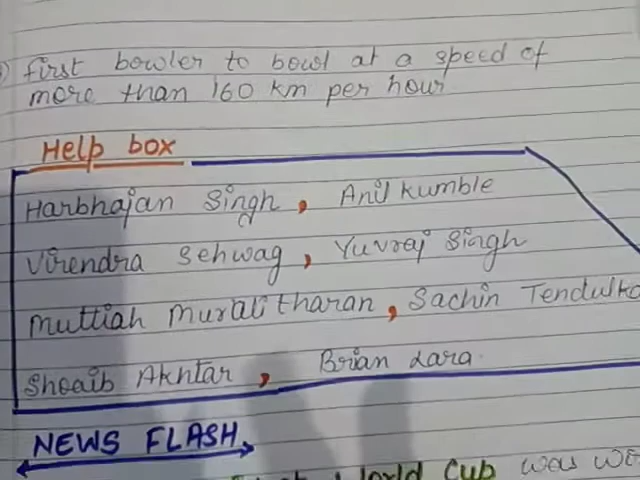 First bowler to bowl at a speed of
more than 160 km per hour
Help box
Harbhajan Singh, Anil Kumble
Virendra Sehwag, Yuvraj Singh
Muttiah Muralitharan, Sachin Tendulka
Shoaib Akhtar, Brian Lara.
NEWS FLASH
World Cup was